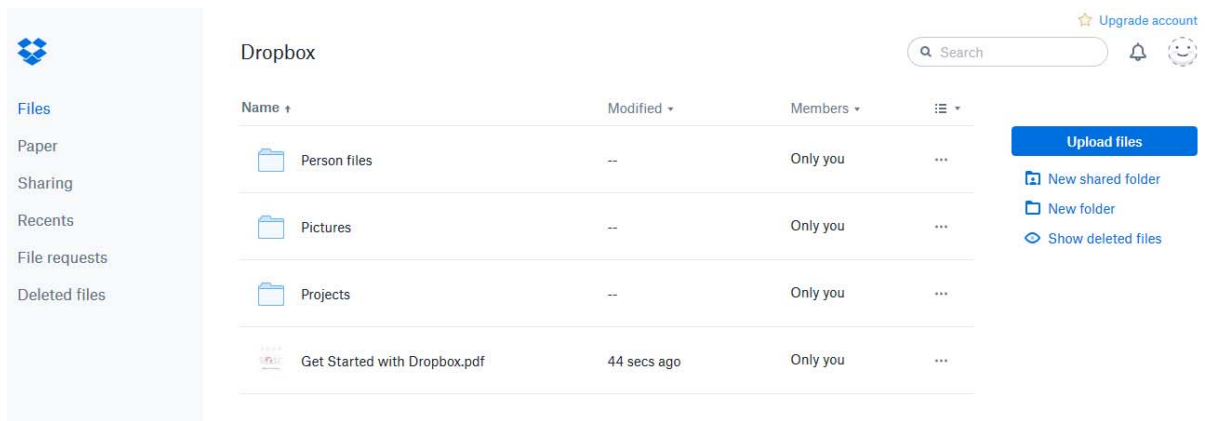 Upgrade account
Dropbox
Search
Files
Paper
Sharing
Recents
File requests
Deleted files
Name ↑ Modified Members
Person files -- Only you ...
Pictures -- Only you ...
Projects -- Only you ...
Get Started with Dropbox.pdf 44 secs ago Only you ...
Upload files
New shared folder
New folder
Show deleted files